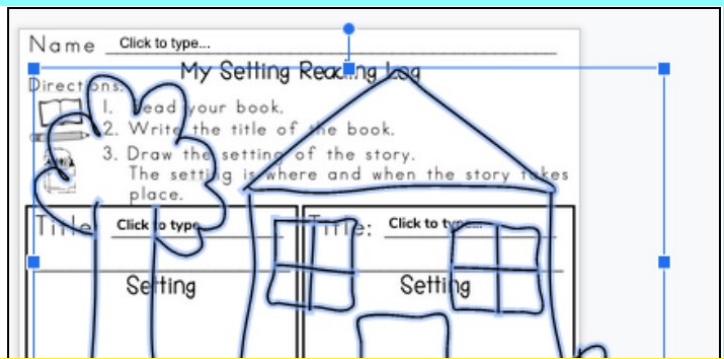 Name Click to type...
My Setting Reading Log
Directions:
1. Read your book.
2. Write the title of the book.
3. Draw the setting of the story.
The setting is where and when the story takes
place.
Title: Click to type... Title: Click to type...
Setting Setting